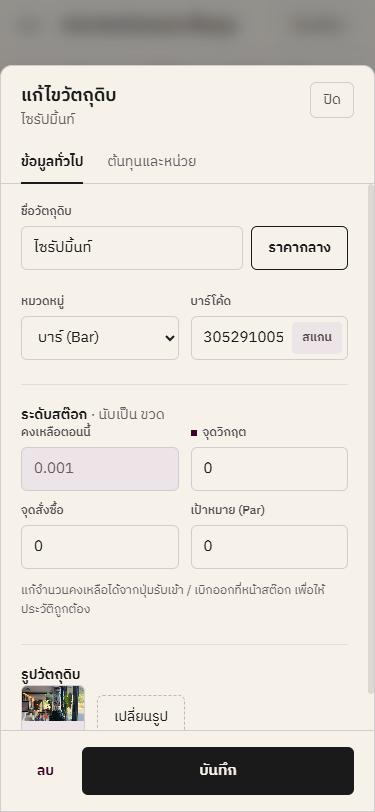 แก้ไขวัตถุดิบ
ปิด
ไซรัปมิ้นท์
ข้อมูลทั่วไป ต้นทุนและหน่วย
ชื่อวัตถุดิบ
ไซรัปมิ้นท์ ราคากลาง
หมวดหมู่ บาร์โค้ด
บาร์ (Bar) 305291005 สแกน
ระดับสต๊อก · นับเป็น ขวด
คงเหลือตอนนี้ จุดวิกฤต
0.001 0
จุดสั่งซื้อ เป้าหมาย (Par)
0 0
แก้จำนวนคงเหลือได้จากปุ่มรับเข้า / เบิกออกที่หน้าสต๊อก เพื่อให้
ประวัติถูกต้อง
รูปวัตถุดิบ
เปลี่ยนรูป
ลบ บันทึก